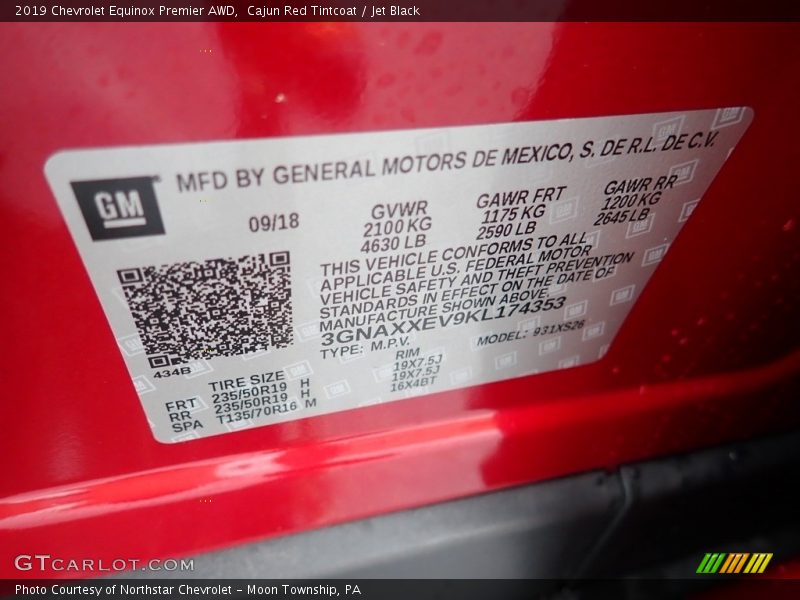 2019 Chevrolet Equinox Premier AWD,  Cajun Red Tintcoat / Jet Black
MFD BY GENERAL MOTORS DE MEXICO, S. DE R.L. DE C.V.
GM
09/18
GVWR
2100 KG
4630 LB
GAWR FRT
1175 KG
2590 LB
GAWR RR
1200 KG
2645 LB
THIS VEHICLE CONFORMS TO ALL
APPLICABLE U.S. FEDERAL MOTOR
VEHICLE SAFETY AND THEFT PREVENTION
STANDARDS IN EFFECT ON THE DATE OF
MANUFACTURE SHOWN ABOVE.
3GNAXXEV9KL174353
TYPE: M.P.V.
MODEL: 931XS26
434B
TIRE SIZE
RIM
FRT 235/50R19 H 19X7.5J
RR 235/50R19 H 19X7.5J
SPA T135/70R16 M 16X4BT
GTCARLOT.COM
Photo Courtesy of Northstar Chevrolet - Moon Township, PA